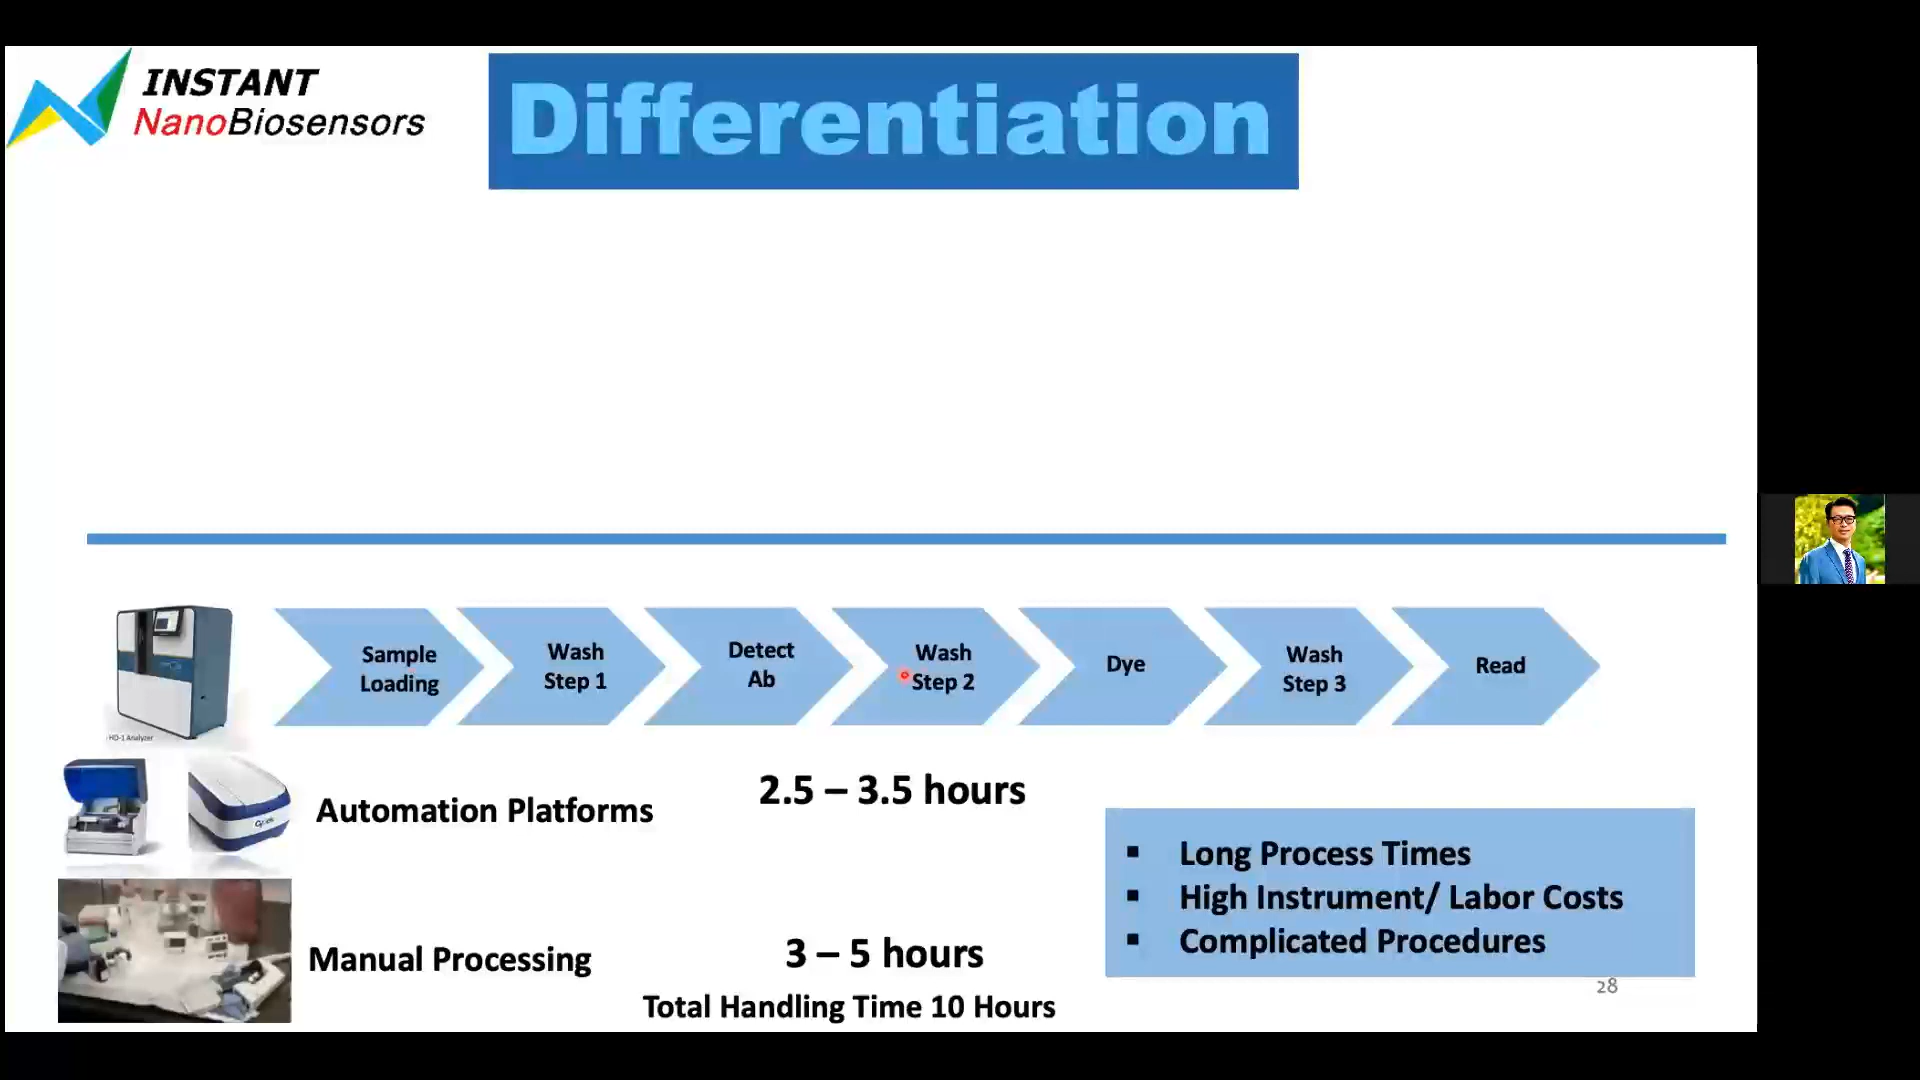 INSTANT
NanoBiosensors
Differentiation
Sample
Loading
Wash
Step 1
Detect
Ab
Wash
Step 2
Dye
Wash
Step 3
Read
HD-1 Analyzer
Automation Platforms
2.5 – 3.5 hours
Manual Processing
3 – 5 hours
Total Handling Time 10 Hours
▪ Long Process Times
▪ High Instrument/ Labor Costs
▪ Complicated Procedures
28